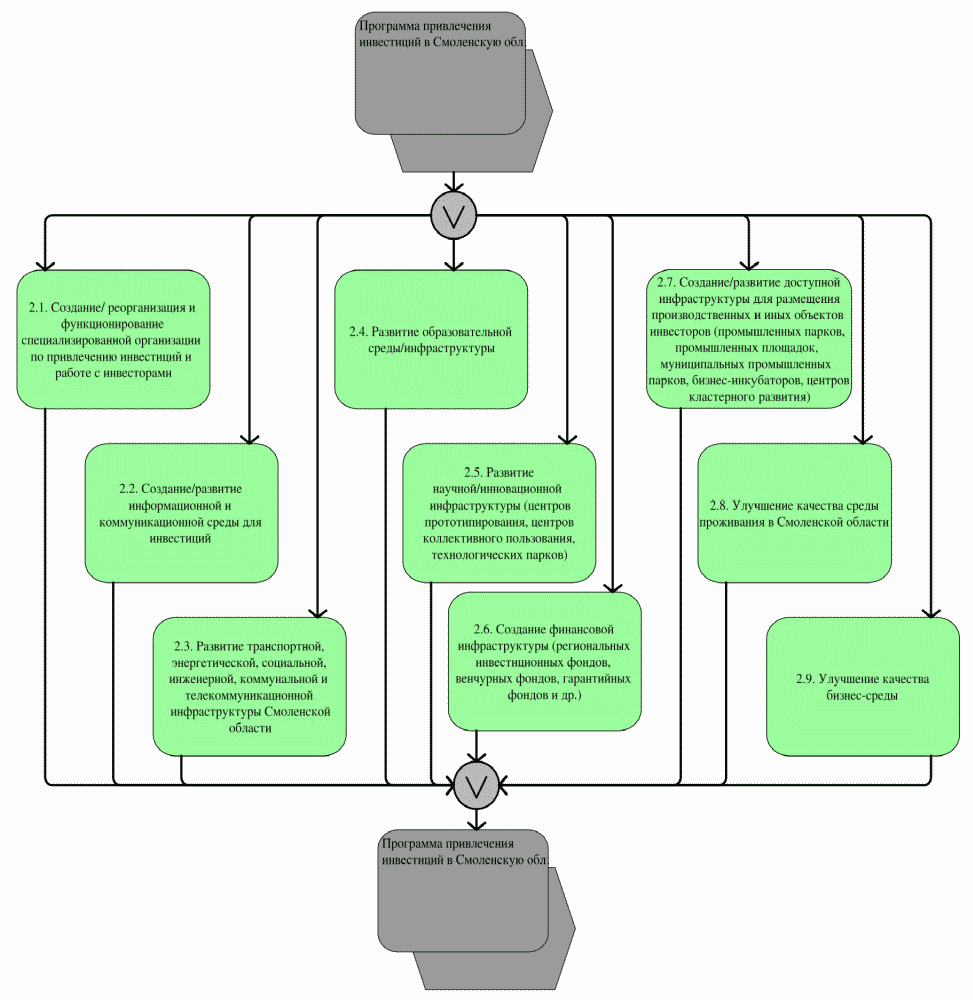 Программа привлечения
инвестиций в Смоленскую обл.
2.1. Создание/ реорганизация и
функционирование
специализированной организации
по привлечению инвестиций и
работе с инвесторами
2.2. Создание/развитие
информационной и
коммуникационной среды для
инвестиций
2.3. Развитие транспортной,
энергетической, социальной,
инженерной, коммунальной и
телекоммуникационной
инфраструктуры Смоленской
области
2.4. Развитие образовательной
среды/инфраструктуры
2.5. Развитие
научной/инновационной
инфраструктуры (центров
прототипирования, центров
коллективного пользования,
технологических парков)
2.6. Создание финансовой
инфраструктуры (региональных
инвестиционных фондов,
венчурных фондов, гарантийных
фондов и др.)
2.7. Создание/развитие доступной
инфраструктуры для размещения
производственных и иных объектов
инвесторов (промышленных парков,
промышленных площадок,
муниципальных промышленных
парков, бизнес-инкубаторов, центров
кластерного развития)
2.8. Улучшение качества среды
проживания в Смоленской области
2.9. Улучшение качества
бизнес-среды
Программа привлечения
инвестиций в Смоленскую обл.